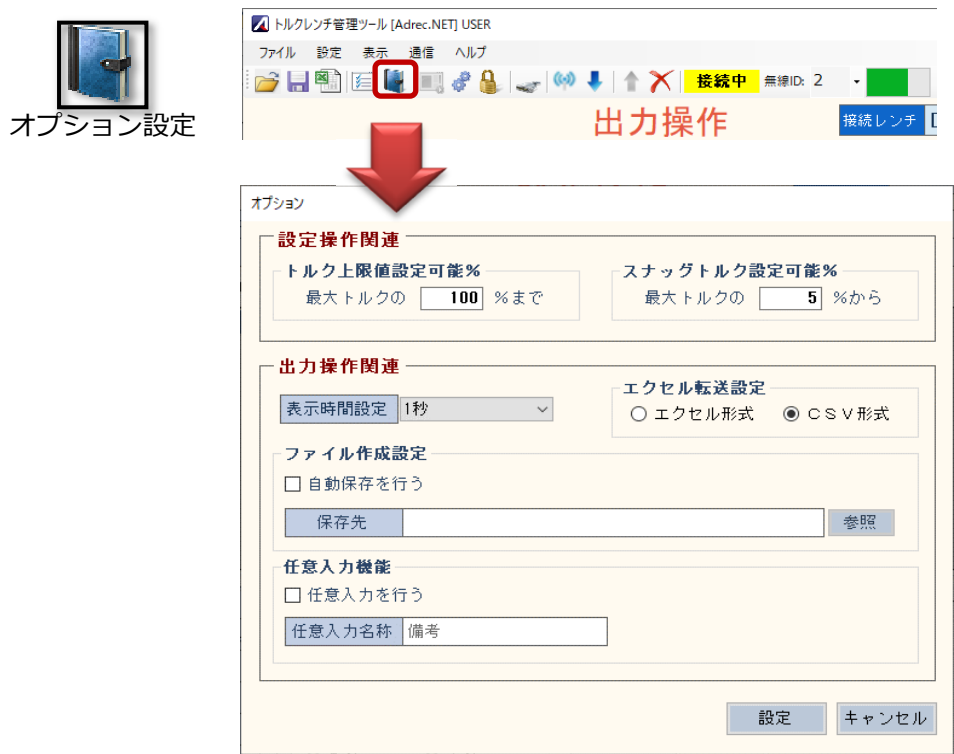 オプション設定
トルクレンチ管理ツール [Adrec.NET] USER
ファイル 設定 表示 通信 ヘルプ
接続中 無線ID: 2
出力操作
接続レンチ
オプション
設定操作関連
トルク上限値設定可能% スナッグトルク設定可能%
最大トルクの 100 %まで 最大トルクの 5 %から
出力操作関連
エクセル転送設定
表示時間設定 1秒 エクセル形式 CSV形式
ファイル作成設定
自動保存を行う
保存先 参照
任意入力機能
任意入力を行う
任意入力名称 備考
設定 キャンセル